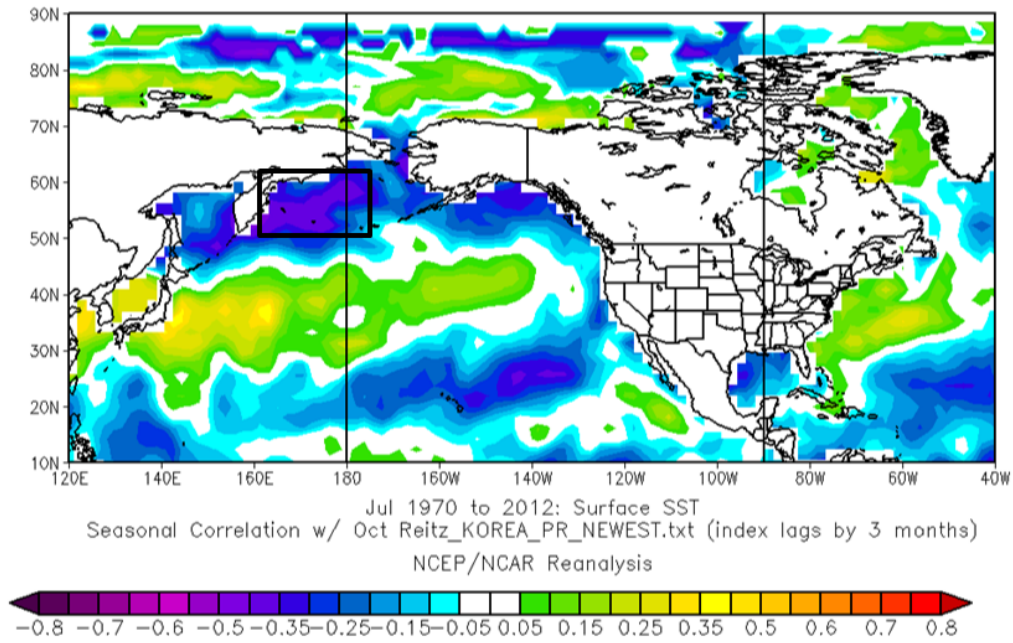 90N
80N
70N
60N
50N
40N
30N
20N
10N
120E 140E 160E 180 160W 140W 120W 100W 80W 60W 40W
Jul 1970 to 2012: Surface SST
Seasonal Correlation w/ Oct Reitz_KOREA_PR_NEWEST.txt (index lags by 3 months)
NCEP/NCAR Reanalysis
-0.8 -0.7 -0.6 -0.5 -0.35 -0.25 -0.15 -0.05 0.05 0.15 0.25 0.35 0.5 0.6 0.7 0.8